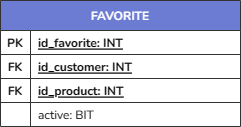 FAVORITE
PK id_favorite: INT
FK id_customer: INT
FK id_product: INT
active: BIT